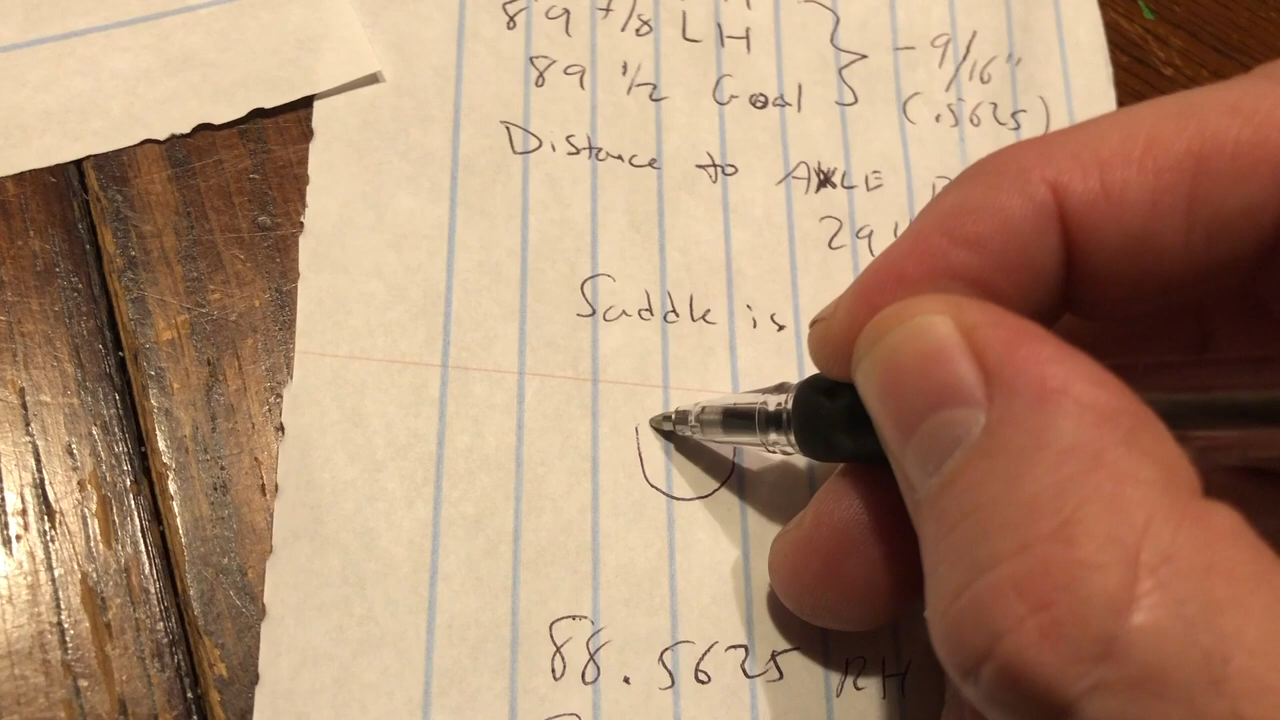 89 7/8 LH
89 1/2 Goal
- 9/16"
(.5625)
Distance to AXLE
29"
Saddle is
88.5625 RH